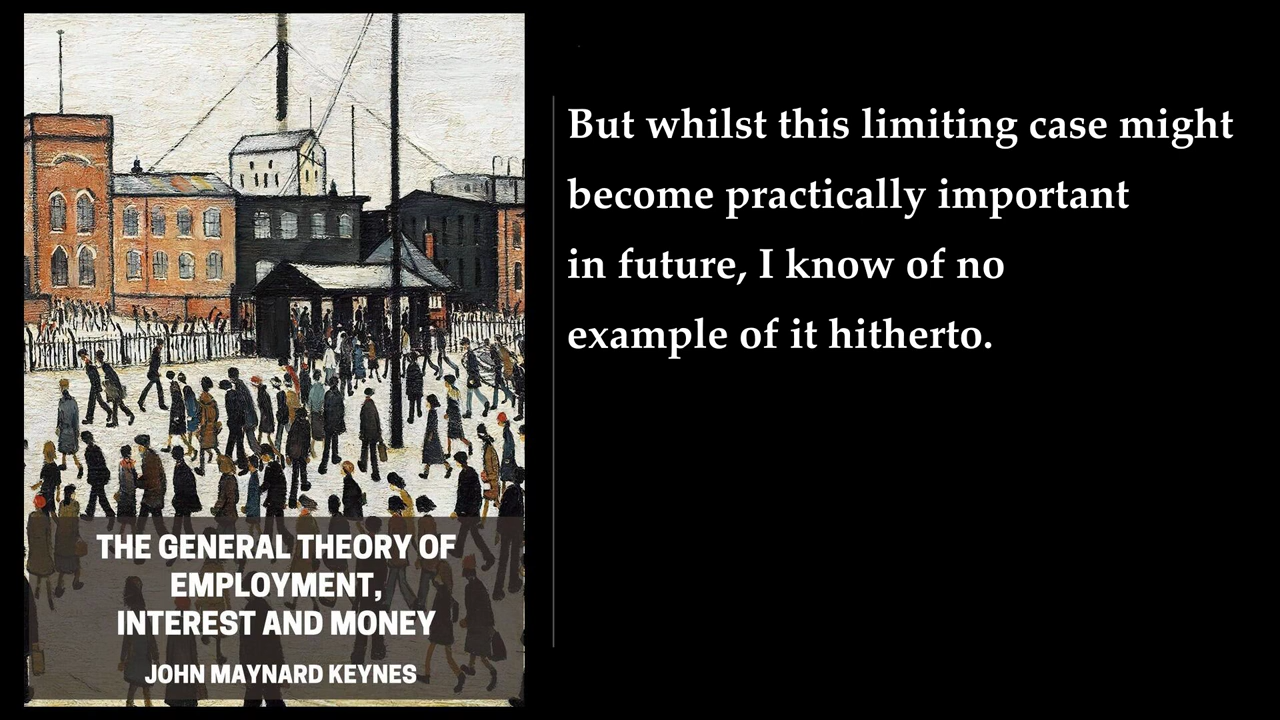 THE GENERAL THEORY OF
EMPLOYMENT,
INTEREST AND MONEY
JOHN MAYNARD KEYNES
But whilst this limiting case might
become practically important
in future, I know of no
example of it hitherto.